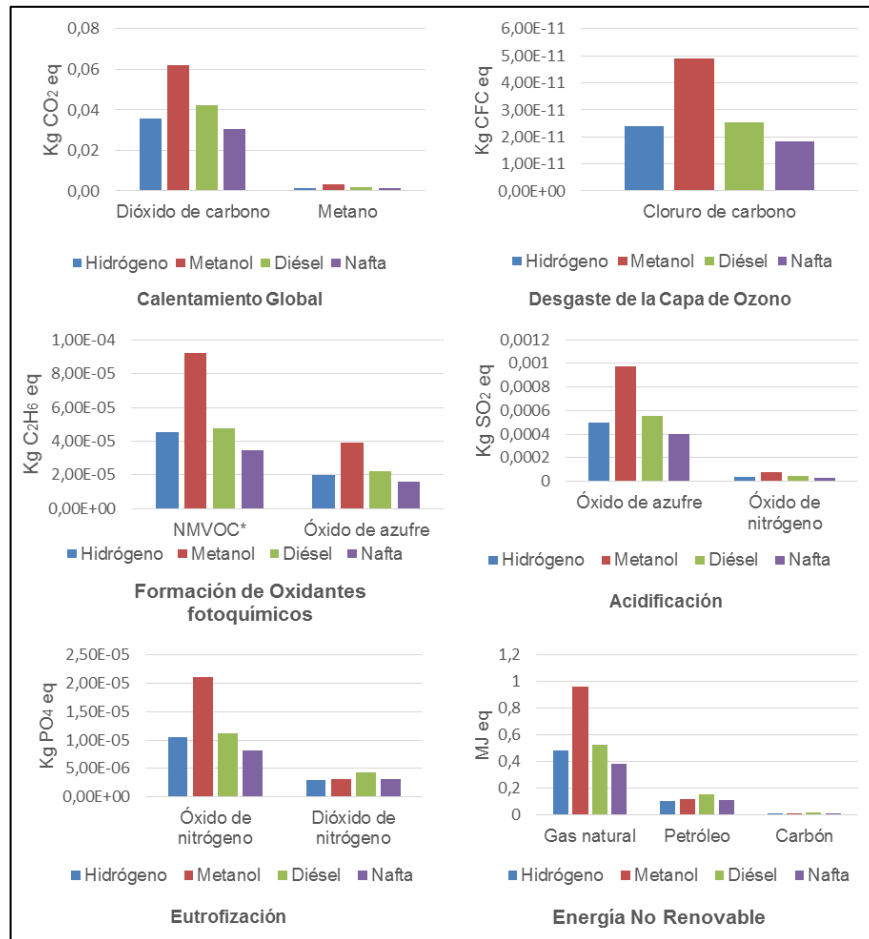 0,08
0,06
0,04
0,02
0,00
Kg CO2 eq
Dióxido de carbono Metano
Hidrógeno Metanol Diésel Nafta
Calentamiento Global
6,00E-11
5,00E-11
4,00E-11
3,00E-11
2,00E-11
1,00E-11
0,00E+00
Kg CFC eq
Cloruro de carbono
Hidrógeno Metanol Diésel Nafta
Desgaste de la Capa de Ozono
1,00E-04
8,00E-05
6,00E-05
4,00E-05
2,00E-05
0,00E+00
Kg C2H6 eq
NMVOC* Óxido de azufre
Hidrógeno Metanol Diésel Nafta
Formación de Oxidantes
fotoquímicos
0,0012
0,001
0,0008
0,0006
0,0004
0,0002
0
Kg SO2 eq
Óxido de azufre Óxido de
nitrógeno
Hidrógeno Metanol Diésel Nafta
Acidificación
2,50E-05
2,00E-05
1,50E-05
1,00E-05
5,00E-06
0,00E+00
Kg PO4 eq
Óxido de Dióxido de
nitrógeno nitrógeno
Hidrógeno Metanol Diésel Nafta
Eutrofización
1,2
1
0,8
0,6
0,4
0,2
0
MJ eq
Gas natural Petróleo Carbón
Hidrógeno Metanol Diésel Nafta
Energía No Renovable